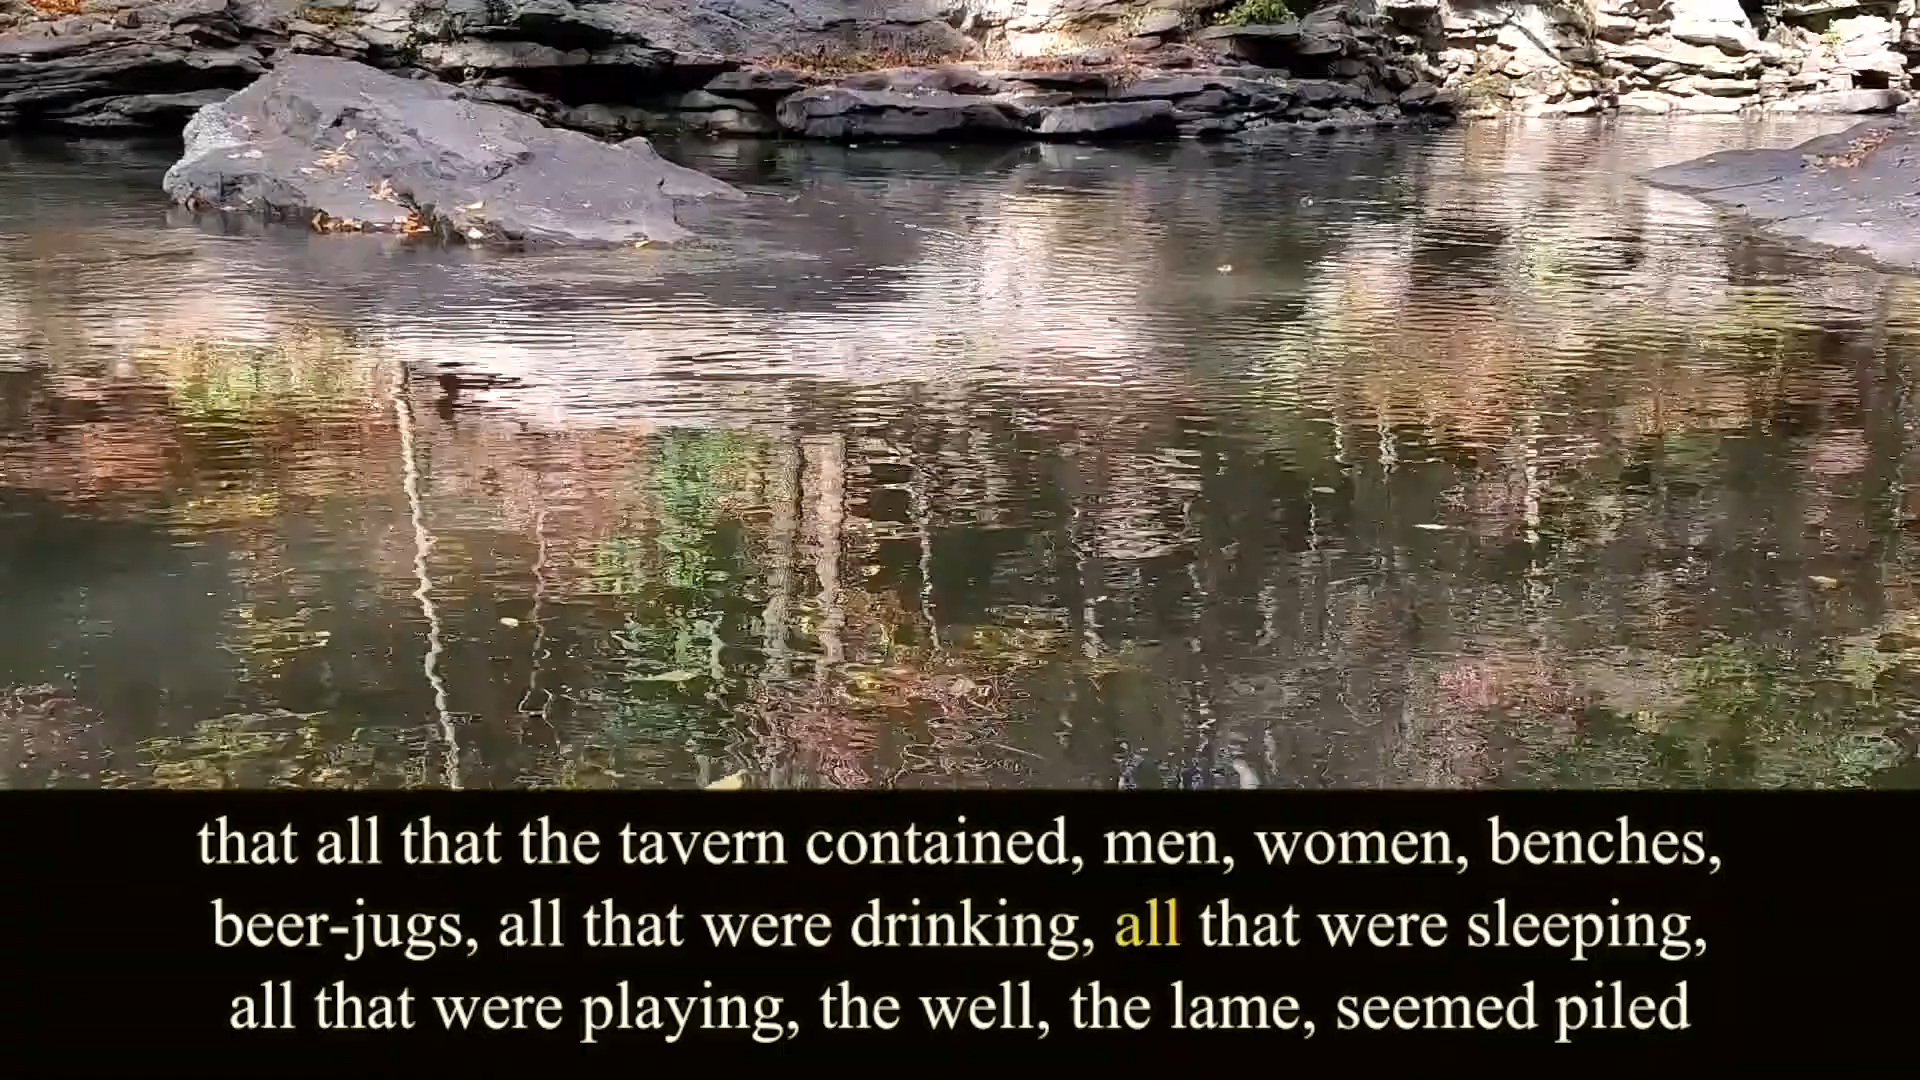 that all that the tavern contained, men, women, benches,
beer-jugs, all that were drinking, all that were sleeping,
all that were playing, the well, the lame, seemed piled